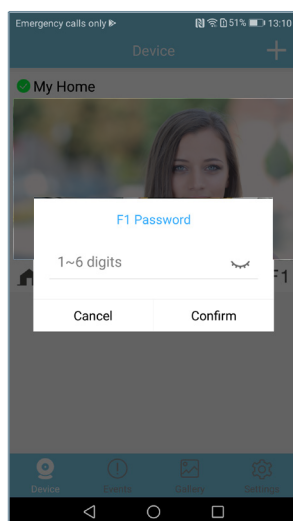 Emergency calls only 51% 13:10
Device
My Home
F1 Password
1~6 digits
F1
Cancel Confirm
Device Events Gallery Settings